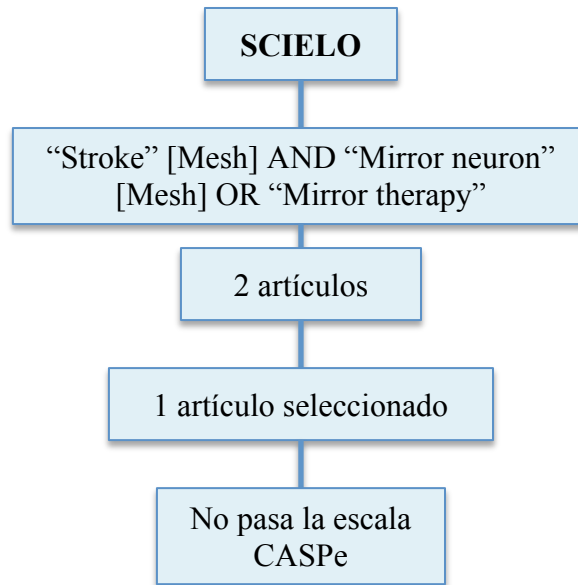 SCIELO
“Stroke” [Mesh] AND “Mirror neuron”
[Mesh] OR “Mirror therapy”
2 artículos
1 artículo seleccionado
No pasa la escala
CASPe